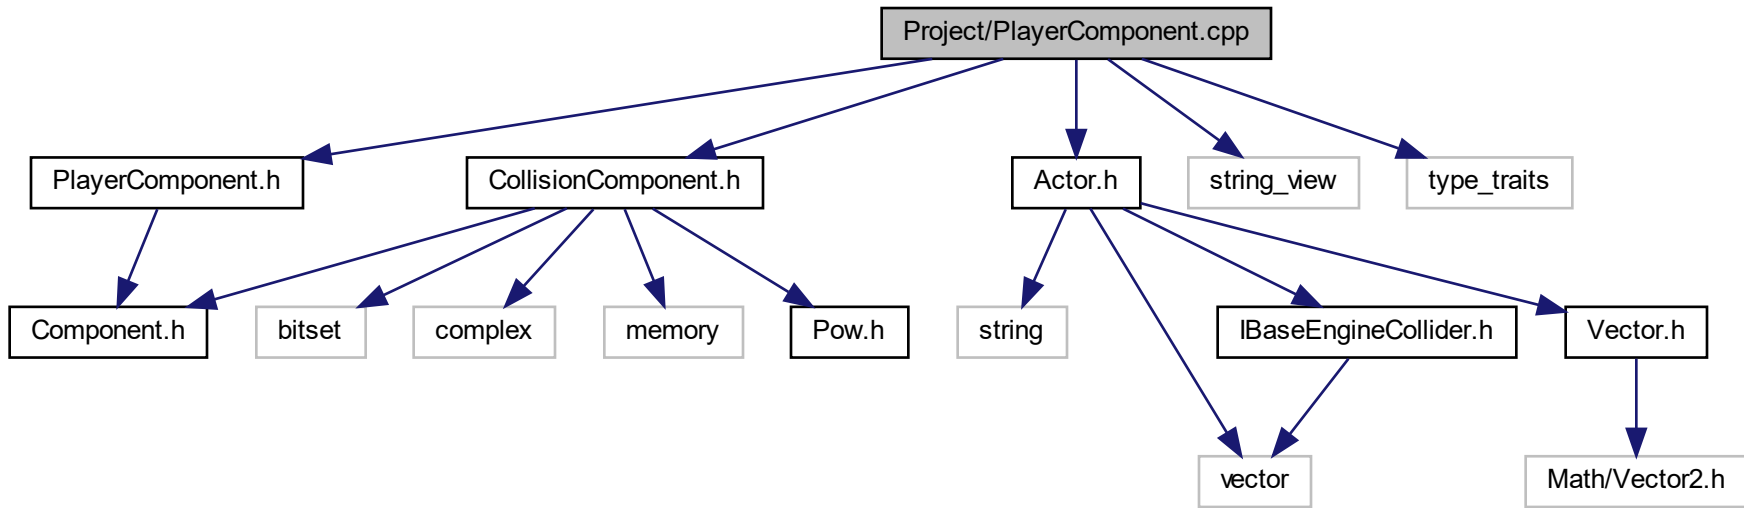 Project/PlayerComponent.cpp
PlayerComponent.h
CollisionComponent.h
Actor.h
string_view
type_traits
Component.h
bitset
complex
memory
Pow.h
string
IBaseEngineCollider.h
Vector.h
vector
Math/Vector2.h